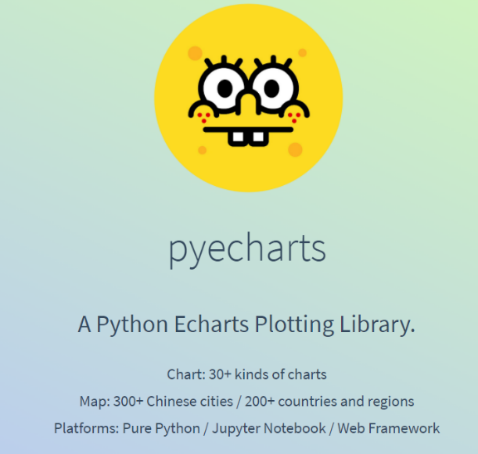 pyecharts
A Python Echarts Plotting Library.
Chart: 30+ kinds of charts
Map: 300+ Chinese cities / 200+ countries and regions
Platforms: Pure Python / Jupyter Notebook / Web Framework